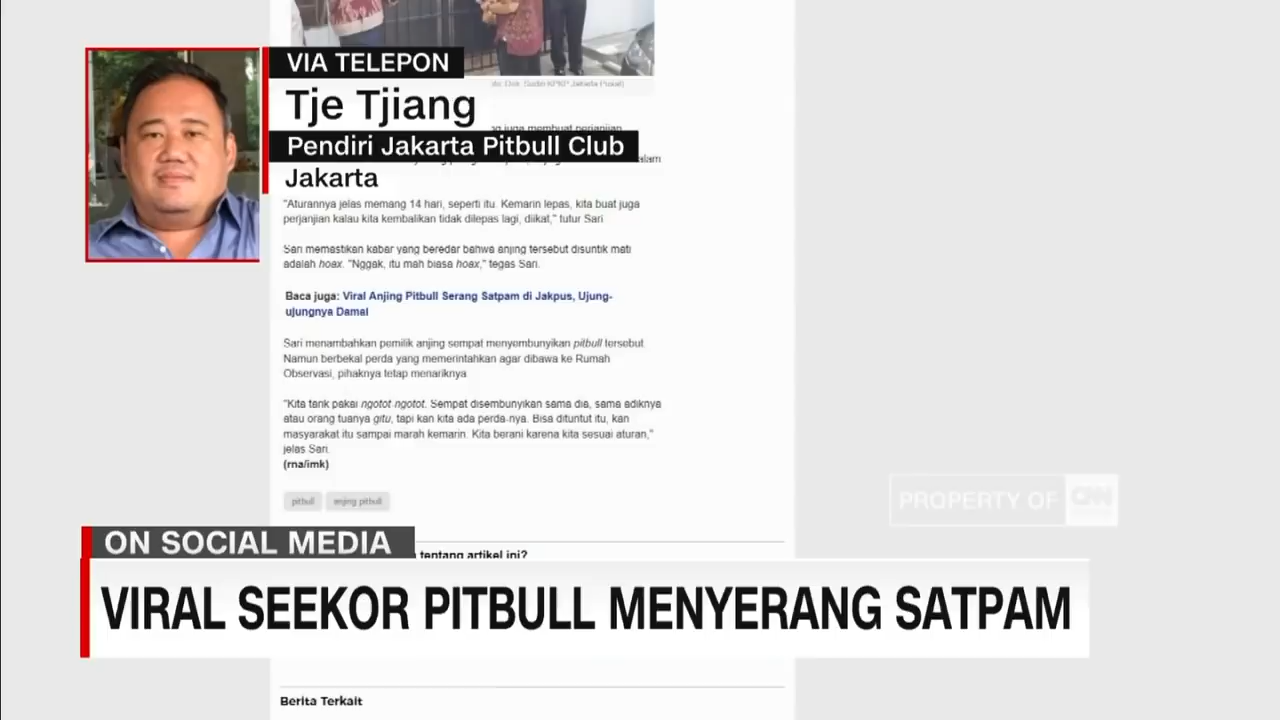 VIA TELEPON
Tje Tjiang
Pendiri Jakarta Pitbull Club
Jakarta
juga membuat perjanjian
"Aturannya jelas memang 14 hari, seperti itu. Kemarin lepas, kita buat juga
perjanjian kalau kita kembalikan tidak dilepas lagi, diikat," tutur Sari
Sari memastikan kabar yang beredar bahwa anjing tersebut disuntik mati
adalah hoax. "Nggak, itu mah biasa hoax," tegas Sari.
Baca juga: Viral Anjing Pitbull Serang Satpam di Jakpus, Ujung-
ujungnya Damai
Sari menambahkan pemilik anjing sempat menyembunyikan pitbull tersebut.
Namun berbekal perda yang memerintahkan agar dibawa ke Rumah
Observasi, pihaknya tetap menariknya
"Kita tarik pakai ngotot-ngotot. Sempat disembunyikan sama dia, sama adiknya
atau orang tuanya gitu, tapi kan kita ada perda-nya. Bisa dituntut itu, kan
masyarakat itu sampai marah kemarin. Kita berani karena kita sesuai aturan,"
jelas Sari.
(rna/imk)
pitbull anjing pitbull
PROPERTY OF CNN
ON SOCIAL MEDIA
tentang artikel ini?
VIRAL SEEKOR PITBULL MENYERANG SATPAM
Berita Terkait